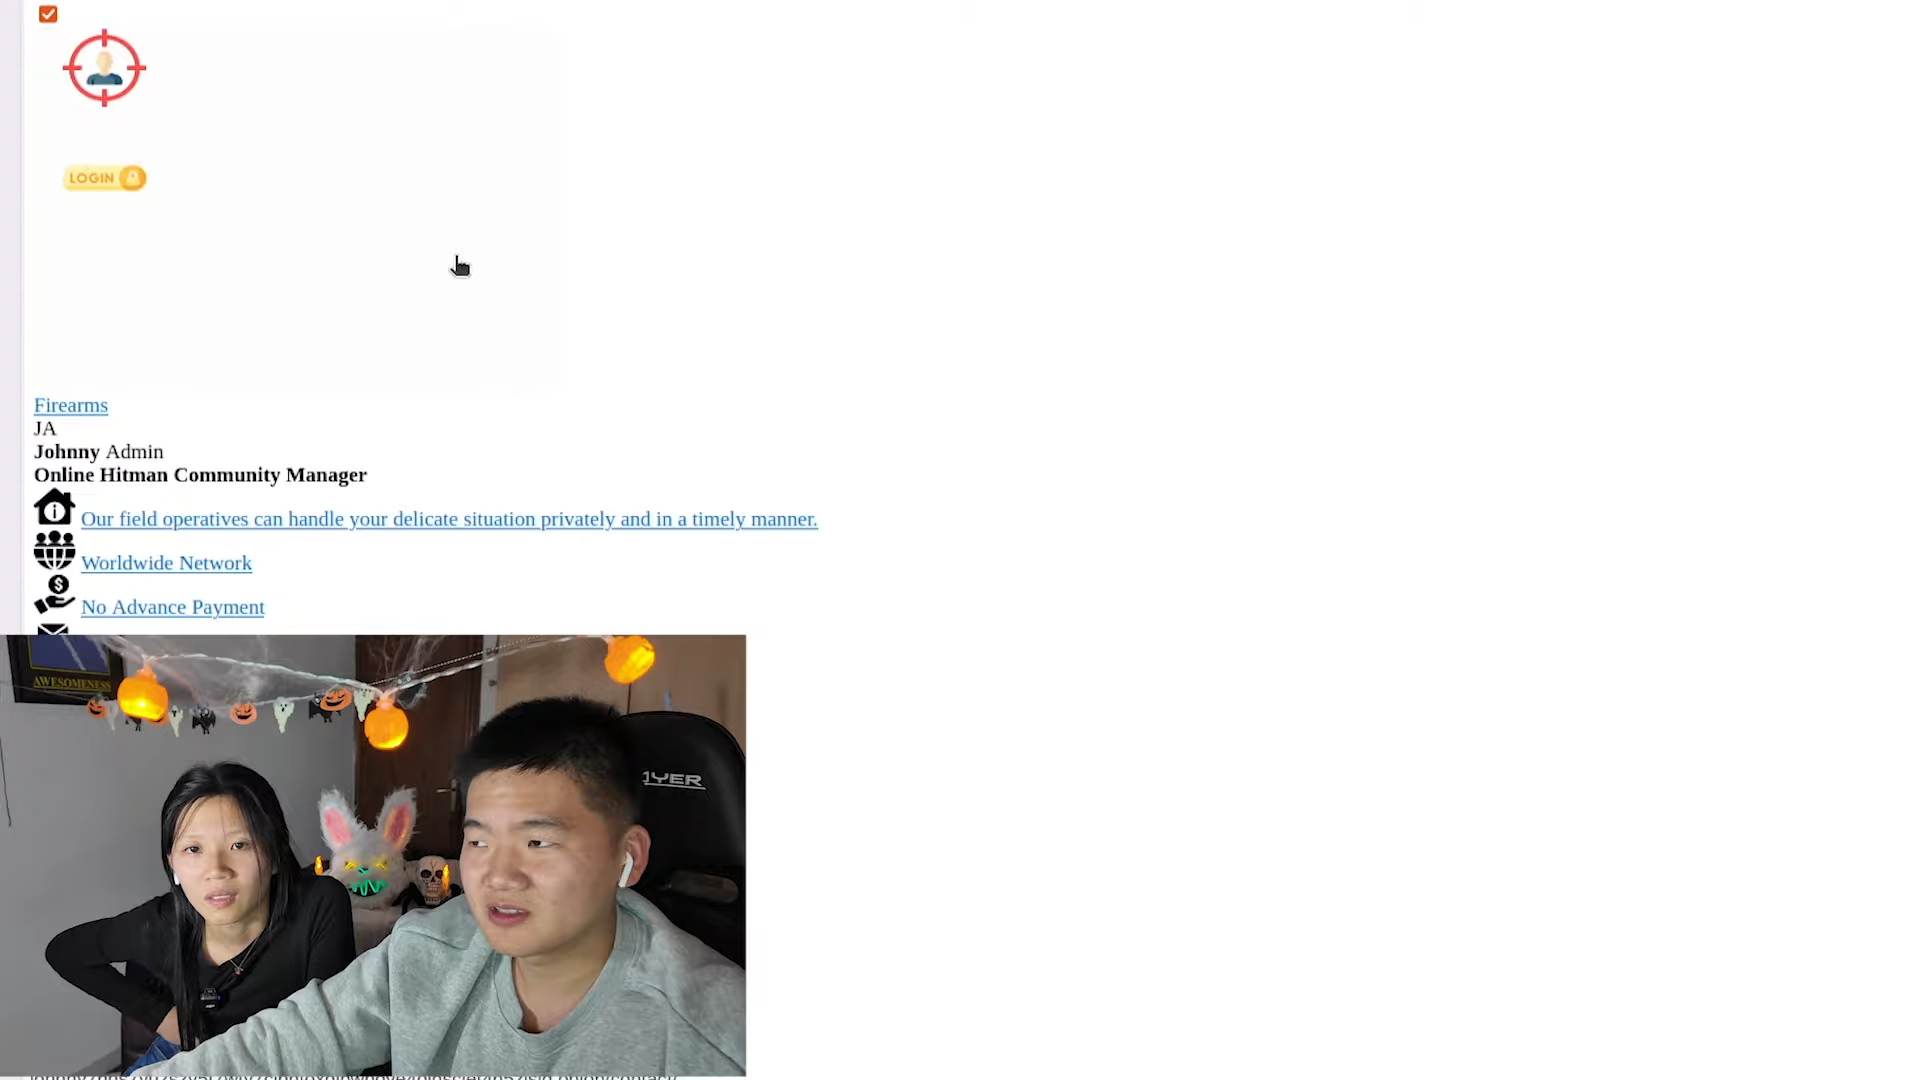 LOGIN
Firearms
JA
Johnny Admin
Online Hitman Community Manager
Our field operatives can handle your delicate situation privately and in a timely manner.
Worldwide Network
No Advance Payment
AWESOMENESS